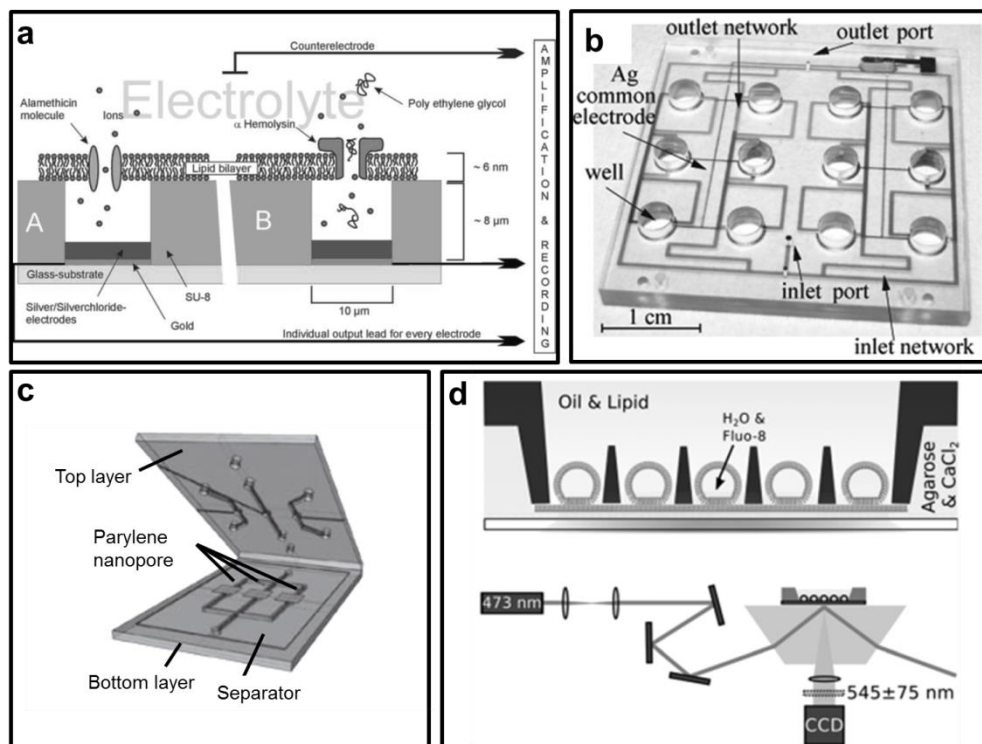 a
Counterelectrode
Electrolyte
Alamethicin
molecule
Ions
Poly ethylene glycol
α Hemolysin
Lipid bilayer
~ 6 nm
A
B
~ 8 µm
Glass-substrate
Silver/Silverchloride-
electrodes
Gold
SU-8
10 µm
Individual output lead for every electrode
AMPLIFICATION & RECORDING
b
outlet network
outlet port
Ag
common
electrode
well
inlet port
1 cm
inlet network
c
Top layer
Parylene
nanopore
Bottom layer
Separator
d
Oil & Lipid
H₂O &
Fluo-8
Agarose
& CaCl₂
473 nm
545±75 nm
CCD